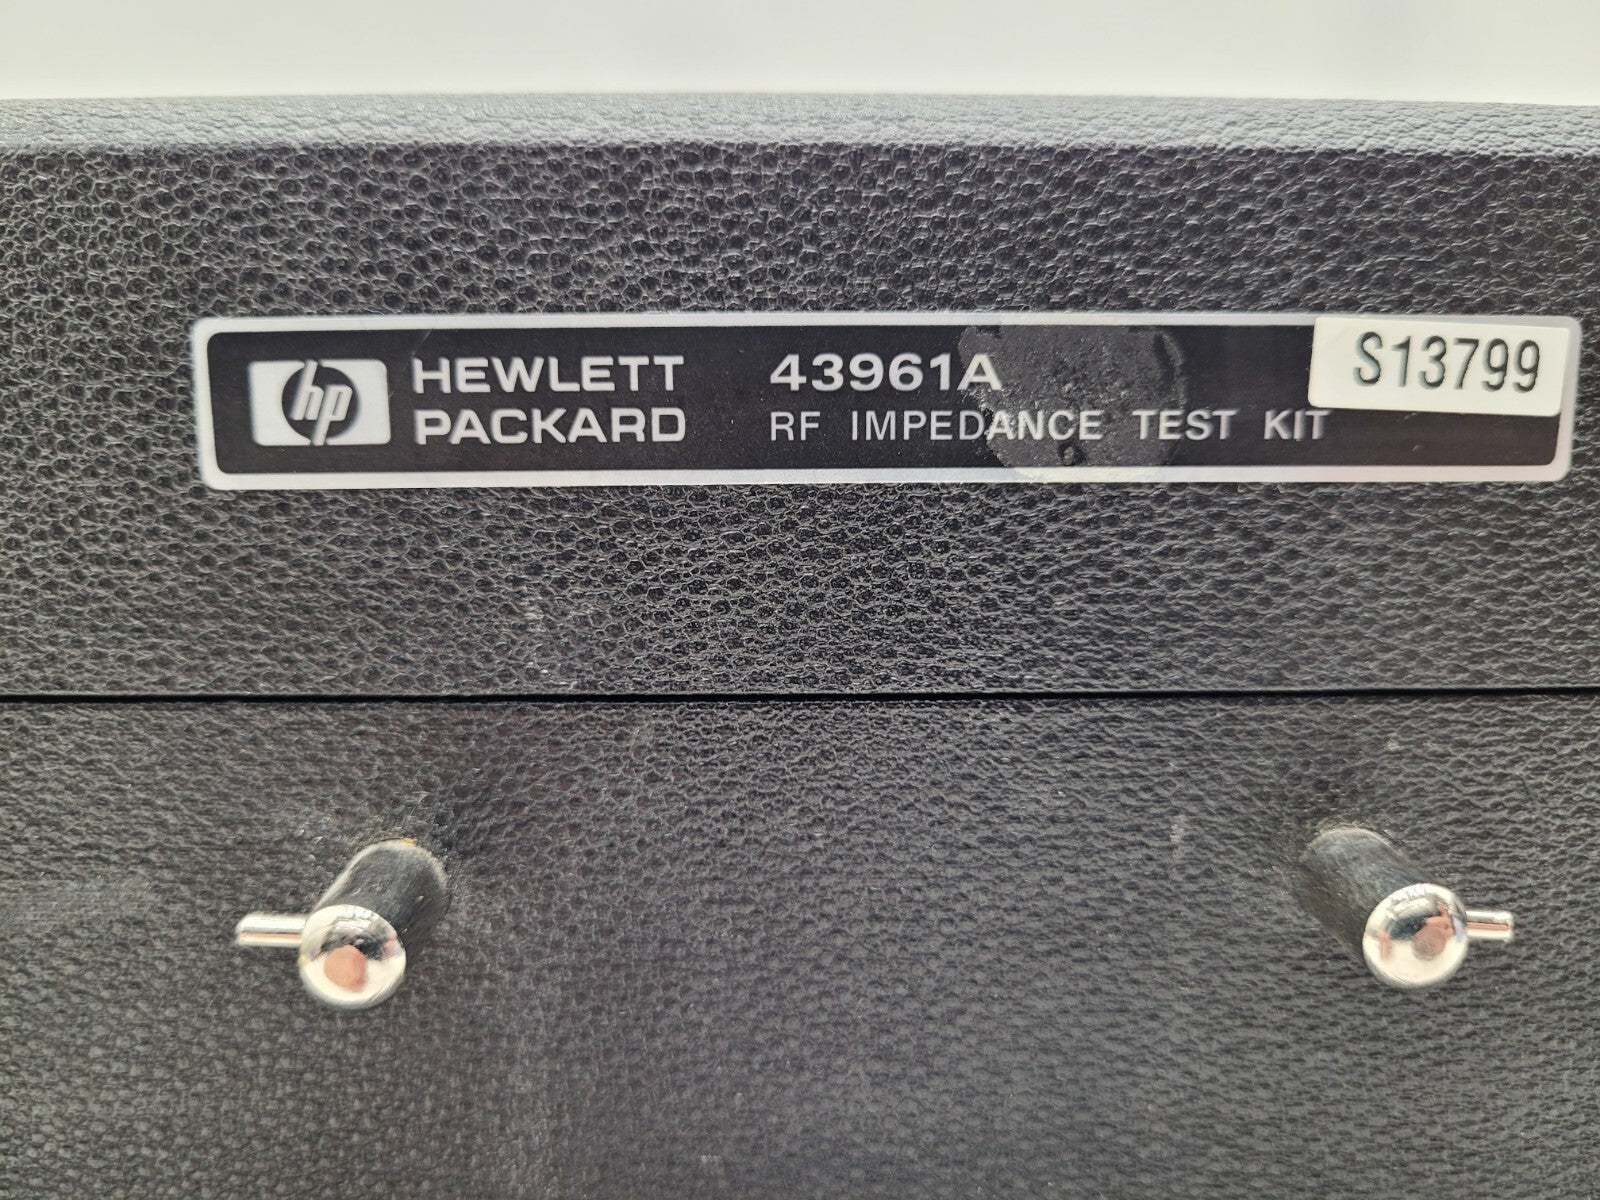 hp HEWLETT PACKARD
43961A
RF IMPEDANCE TEST KIT
S13799